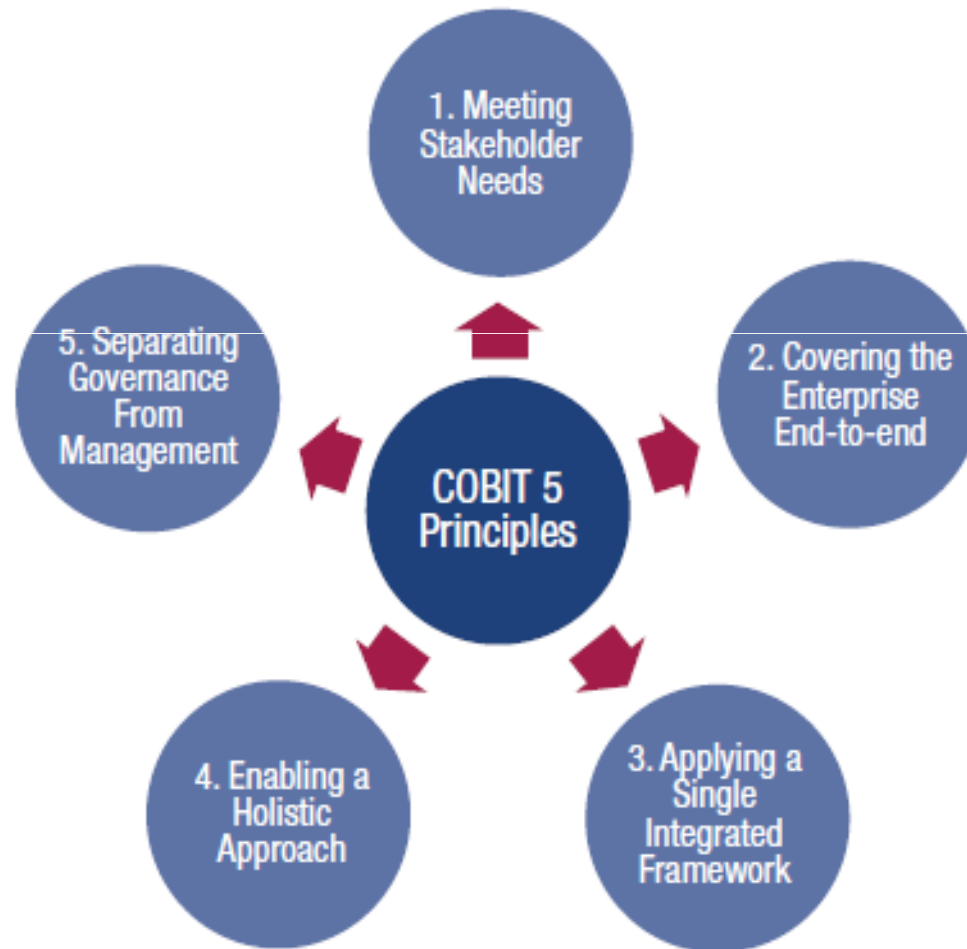 1. Meeting
Stakeholder
Needs
2. Covering the
Enterprise
End-to-end
3. Applying a
Single
Integrated
Framework
4. Enabling a
Holistic
Approach
5. Separating
Governance
From
Management
COBIT 5
Principles